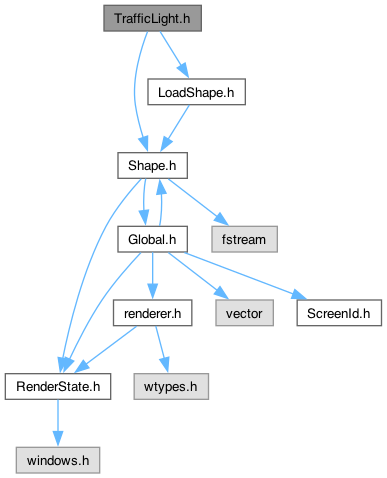 TrafficLight.h
LoadShape.h
Shape.h
Global.h
fstream
renderer.h
vector
ScreenId.h
RenderState.h
wtypes.h
windows.h